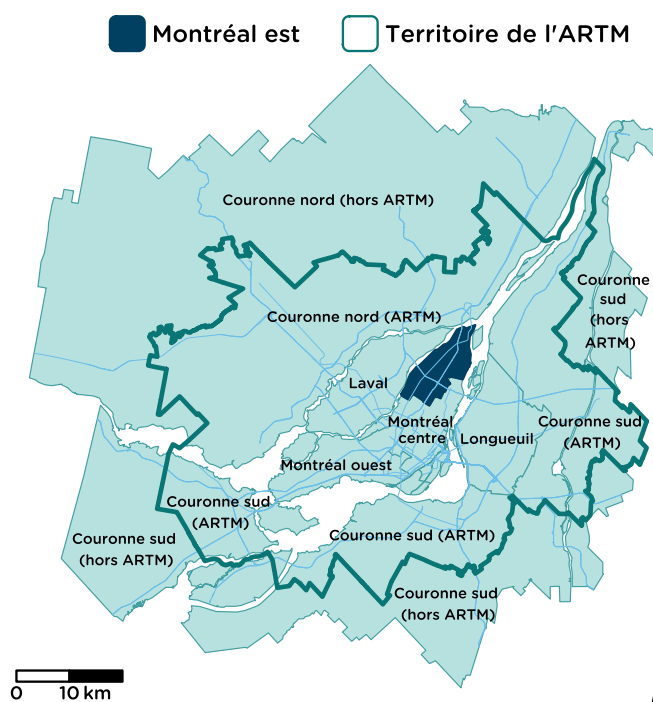 Montréal est
Territoire de l'ARTM
Couronne nord (hors ARTM)
Couronne
sud
(hors
ARTM)
Couronne nord (ARTM)
Laval
Montréal
centre
Longueuil
Couronne sud
(ARTM)
Montréal ouest
Couronne sud
(ARTM)
Couronne sud (ARTM)
Couronne sud
(hors ARTM)
Couronne sud
(hors ARTM)
0 10 km